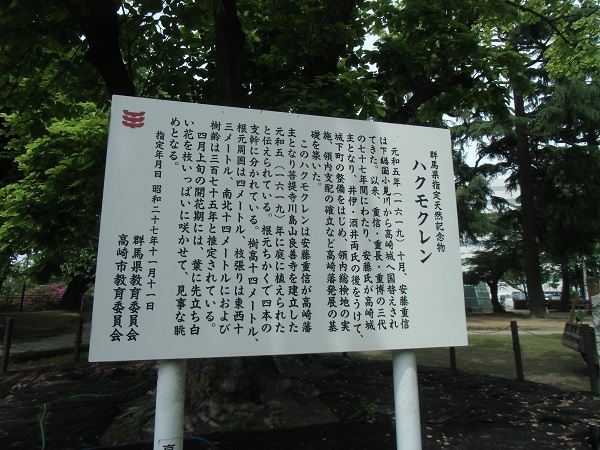 群馬県指定天然記念物
ハクモクレン
元和五年(一六一九)十月、安藤重信
は下総国小見川から高崎城へ国替えされ
てきた。以来、重信・重長・重博の三代
の七十七年間にわたり、安藤氏が高崎城
主となり、井伊・酒井両氏の後をうけて、
城下町の整備をはじめ、領内総検地の実
施、領内支配の確立など高崎藩発展の基
礎を築いた。
このハクモクレンは安藤重信が高崎藩
主となり菩提寺川島山良善寺を建立した
元和五(一六一九)年に庭に植えられた
と伝えられている。根元ちかくで四本の
支幹に分かれている。樹高十四メートル、
根元周囲は四メートル、枝張りは東西十
三メートル、南北十四メートルにおよび
樹齢は三百七十五年と推定されている。
四月上旬の開花期には、葉に先立ち白
い花を枝いっぱいに咲かせて、見事な眺
めとなる。
指定年月日 昭和二十七年十一月十一日
群馬県教育委員会
高崎市教育委員会